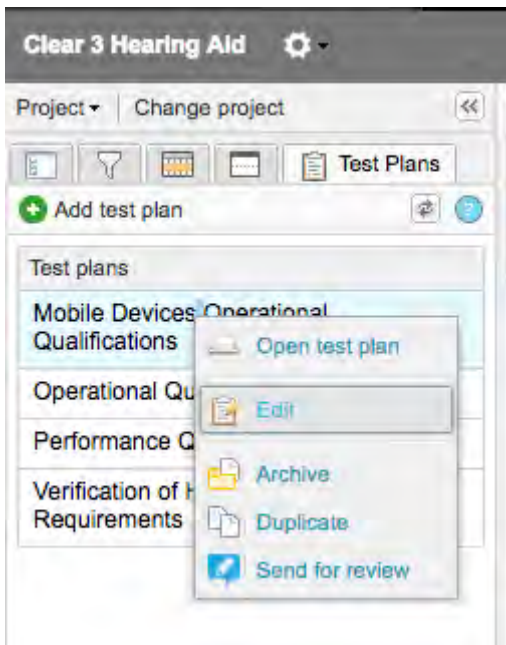 Clear 3 Hearing Aid
Project Change project
Test Plans
Add test plan
Test plans
Mobile Devices Operational
Qualifications
Open test plan
Operational Qu
Edit
Performance Q
Archive
Verification of H
Requirements
Duplicate
Send for review